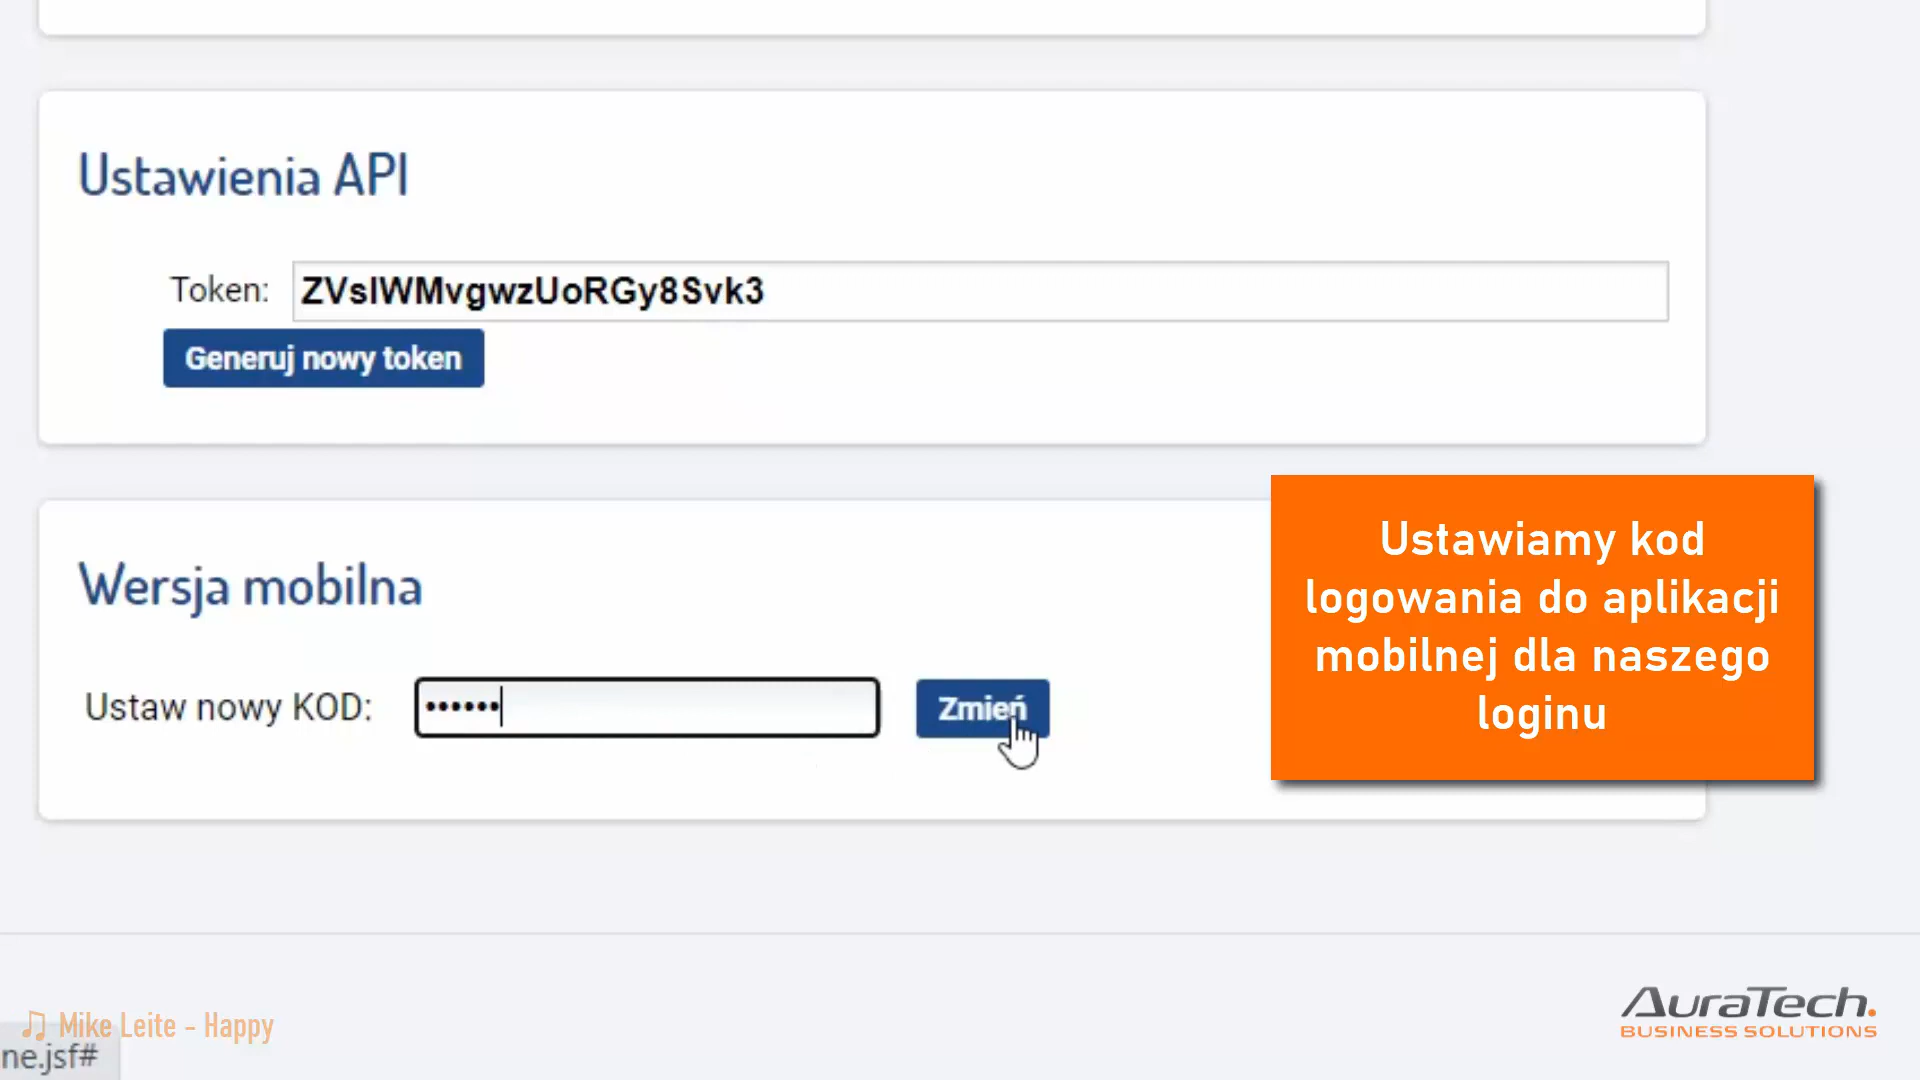 Ustawienia API
Token: ZVsIWMvgwzUoRGy8Svk3
Generuj nowy token
Wersja mobilna
Ustaw nowy KOD: ••••••
Zmień
Ustawiamy kod
logowania do aplikacji
mobilnej dla naszego
loginu
♫ Mike Leite - Happy
ne.jsf#
AuraTech.
BUSINESS SOLUTIONS